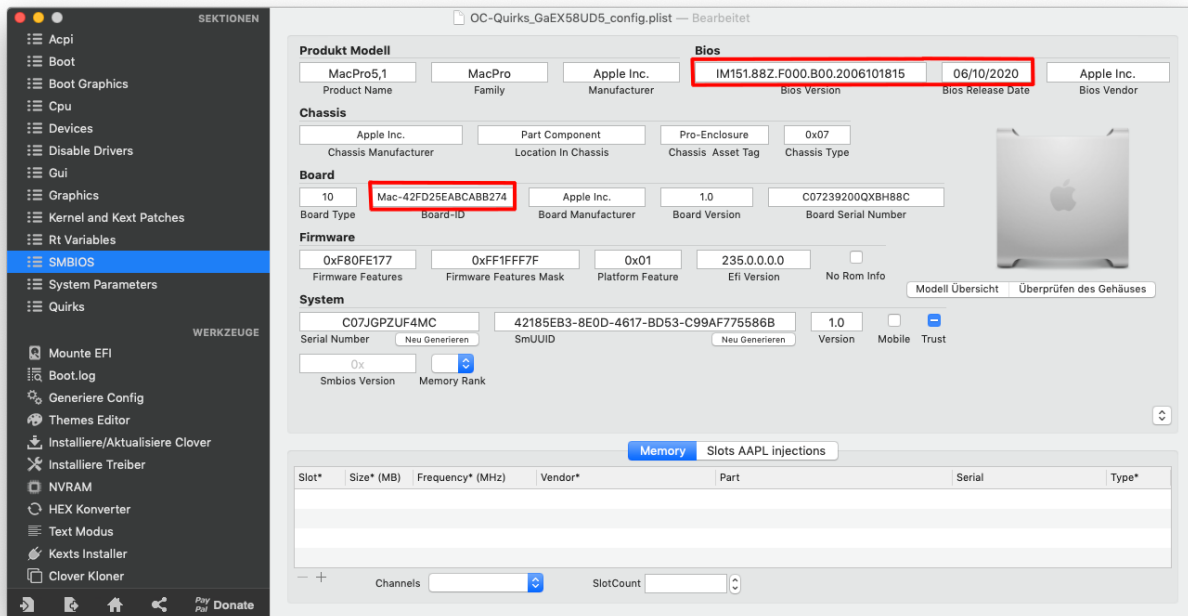 SEKTIONEN
OC-Quirks_GaEX58UD5_config.plist — Bearbeitet
Acpi
Boot
Boot Graphics
Cpu
Devices
Disable Drivers
Gui
Graphics
Kernel and Kext Patches
Rt Variables
SMBIOS
System Parameters
Quirks
WERKZEUGE
Mounte EFI
Boot.log
Generiere Config
Themes Editor
Installiere/Aktualisiere Clover
Installiere Treiber
NVRAM
HEX Konverter
Text Modus
Kexts Installer
Clover Kloner
Pay Pal Donate
Produkt Modell Bios
MacPro5,1 MacPro Apple Inc. IM151.88Z.F000.B00.2006101815 06/10/2020 Apple Inc.
Product Name Family Manufacturer Bios Version Bios Release Date Bios Vendor
Chassis
Apple Inc. Part Component Pro-Enclosure 0x07
Chassis Manufacturer Location In Chassis Chassis Asset Tag Chassis Type
Board
10 Mac-42FD25EABCABB274 Apple Inc. 1.0 C07239200QXBH88C
Board Type Board-ID Board Manufacturer Board Version Board Serial Number
Firmware
0xF80FE177 0xFF1FFF7F 0x01 235.0.0.0.0
Firmware Features Firmware Features Mask Platform Feature Efi Version No Rom Info
Modell Übersicht Überprüfen des Gehäuses
System
C07JGPZUF4MC 42185EB3-8E0D-4617-BD53-C99AF775586B 1.0
Serial Number Neu Generieren SmUUID Neu Generieren Version Mobile Trust
0x
Smbios Version Memory Rank
Memory Slots AAPL injections
Slot* Size* (MB) Frequency* (MHz) Vendor* Part Serial Type*
Channels SlotCount